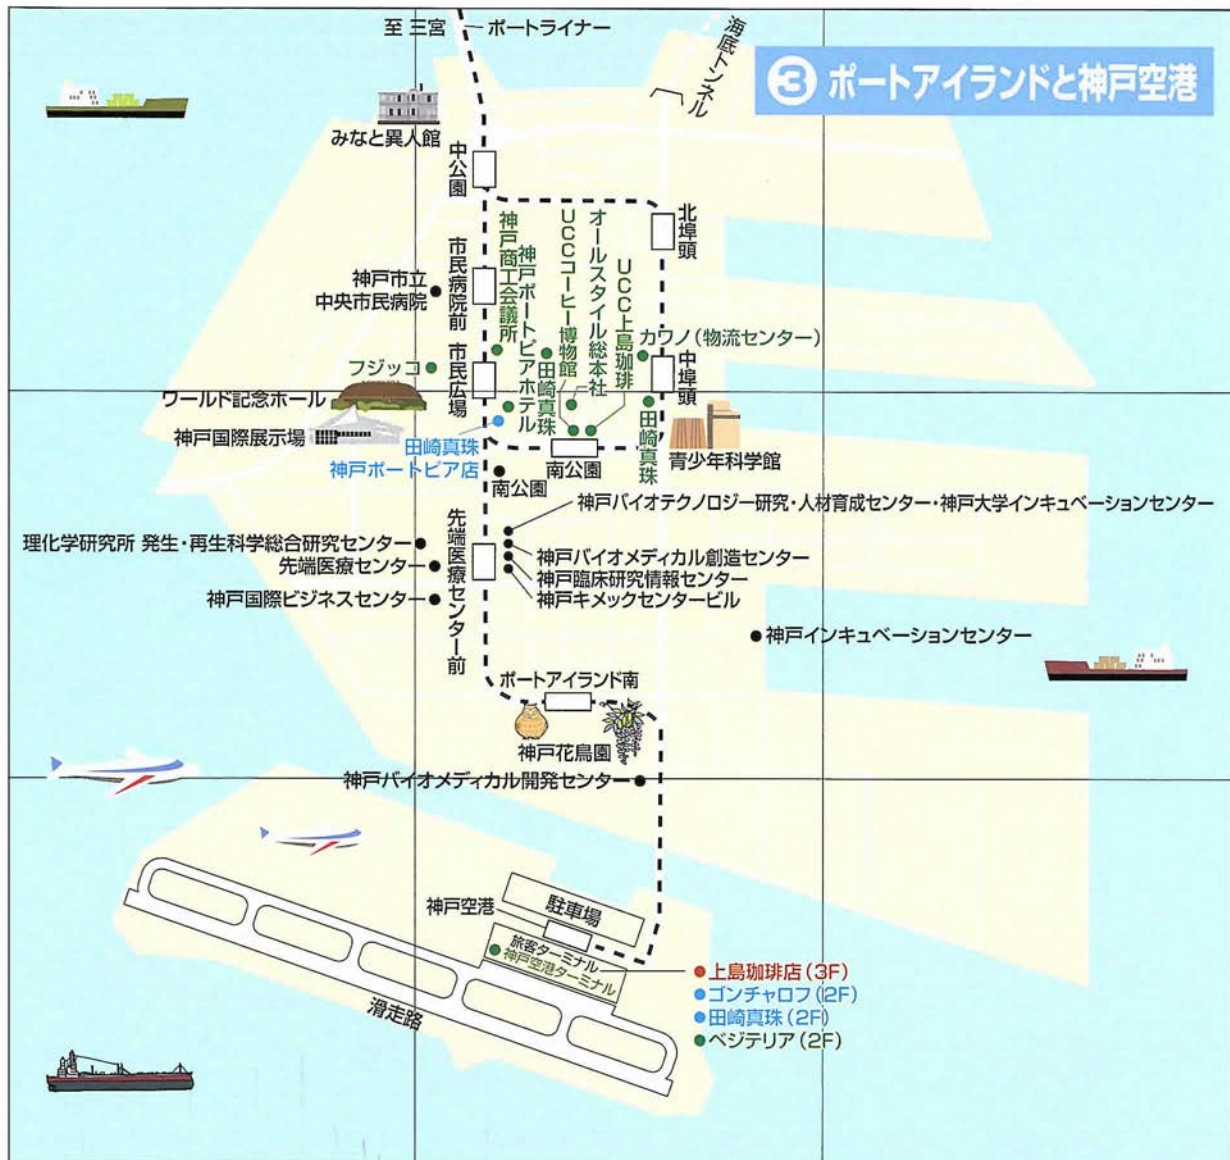 至 三宮
ポートライナー
海底トンネル
③ ポートアイランドと神戸空港
みなと異人館
中公園
北埠頭
神戸市立
中央市民病院
市民病院前
神戸商工会議所
神戸ポートピアホテル
田崎真珠
UCCコーヒー博物館
オールスタイル総本社
UCC上島珈琲
カワノ(物流センター)
中埠頭
フジッコ
市民広場
ワールド記念ホール
神戸国際展示場
田崎真珠
神戸ポートピア店
南公園
田崎真珠
青少年科学館
南公園
神戸バイオテクノロジー研究・人材育成センター・神戸大学インキュベーションセンター
理化学研究所 発生・再生科学総合研究センター
先端医療センター
神戸国際ビジネスセンター
先端医療センター前
神戸バイオメディカル創造センター
神戸臨床研究情報センター
神戸キメックセンタービル
神戸インキュベーションセンター
ポートアイランド南
神戸花鳥園
神戸バイオメディカル開発センター
駐車場
神戸空港
旅客ターミナル
神戸空港ターミナル
滑走路
上島珈琲店(3F)
ゴンチャロフ(2F)
田崎真珠(2F)
ベジテリア(2F)